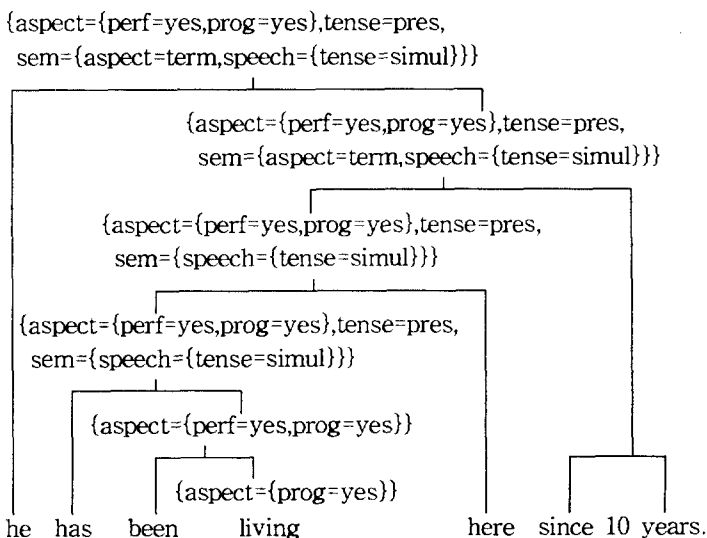 {aspect={perf=yes,prog=yes},tense=pres,
sem={aspect=term,speech={tense=simul}}}
{aspect={perf=yes,prog=yes},tense=pres,
sem={aspect=term,speech={tense=simul}}}
{aspect={perf=yes,prog=yes},tense=pres,
sem={speech={tense=simul}}}
{aspect={perf=yes,prog=yes},tense=pres,
sem={speech={tense=simul}}}
{aspect={perf=yes,prog=yes}}
{aspect={prog=yes}}
he has been living here since 10 years.